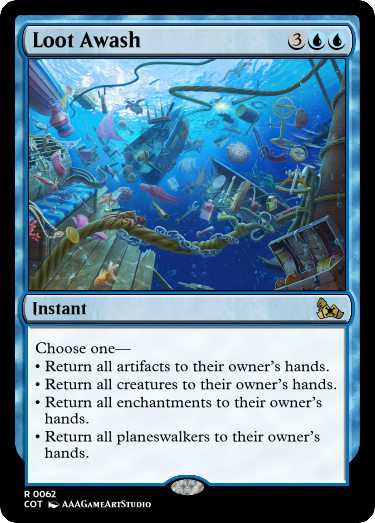 Loot Awash 3
Instant
Choose one—
• Return all artifacts to their owner's hands.
• Return all creatures to their owner's hands.
• Return all enchantments to their owner's
hands.
• Return all planeswalkers to their owner's
hands.
R 0062
COT AAAGameArtStudio